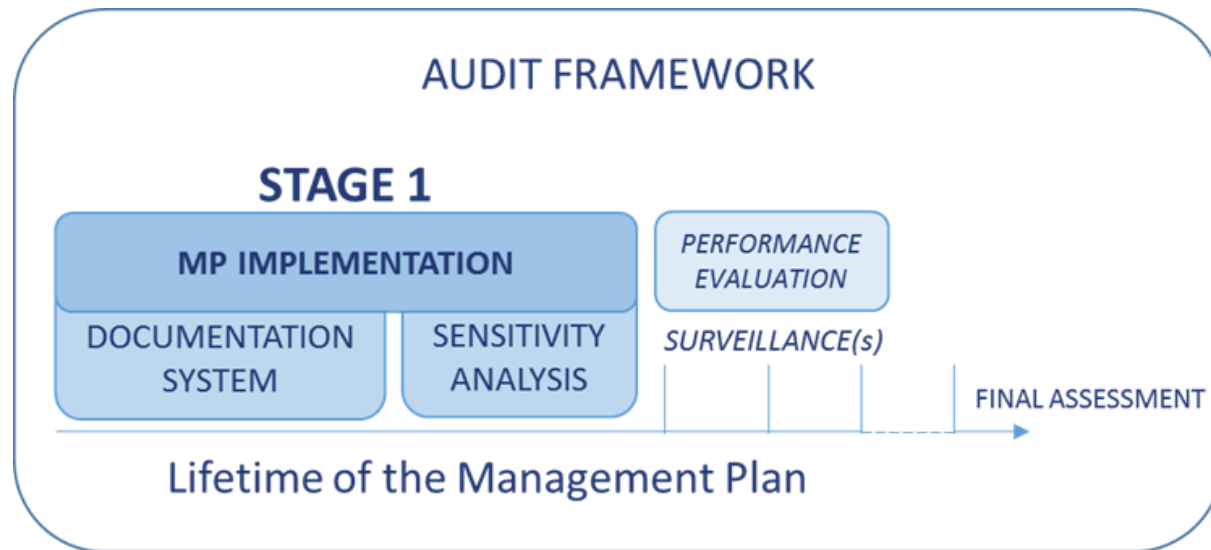 AUDIT FRAMEWORK
STAGE 1
MP IMPLEMENTATION
DOCUMENTATION
SYSTEM
SENSITIVITY
ANALYSIS
PERFORMANCE
EVALUATION
SURVEILLANCE(s)
FINAL ASSESSMENT
Lifetime of the Management Plan